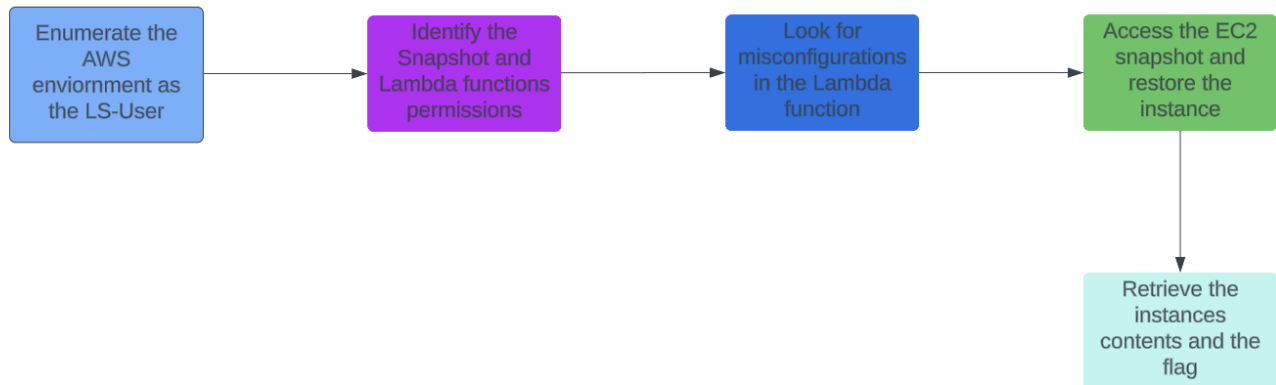 Enumerate the
AWS
enviornment as
the LS-User
Identify the
Snapshot and
Lambda functions
permissions
Look for
misconfigurations
in the Lambda
function
Access the EC2
snapshot and
restore the
instance
Retrieve the
instances
contents and the
flag